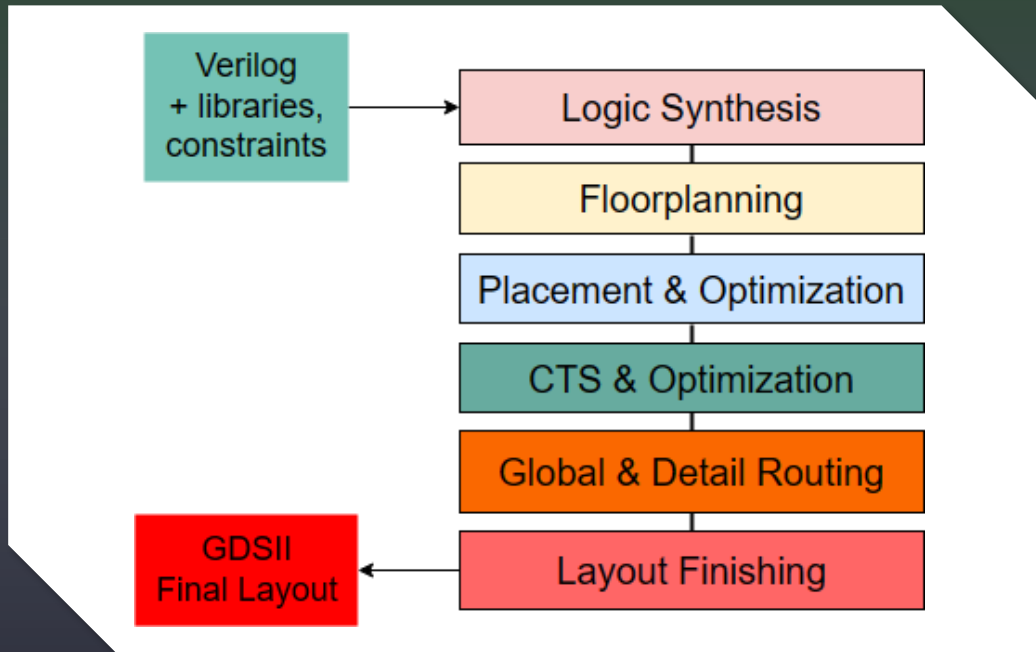 Verilog
+ libraries,
constraints
Logic Synthesis
Floorplanning
Placement & Optimization
CTS & Optimization
Global & Detail Routing
Layout Finishing
GDSII
Final Layout